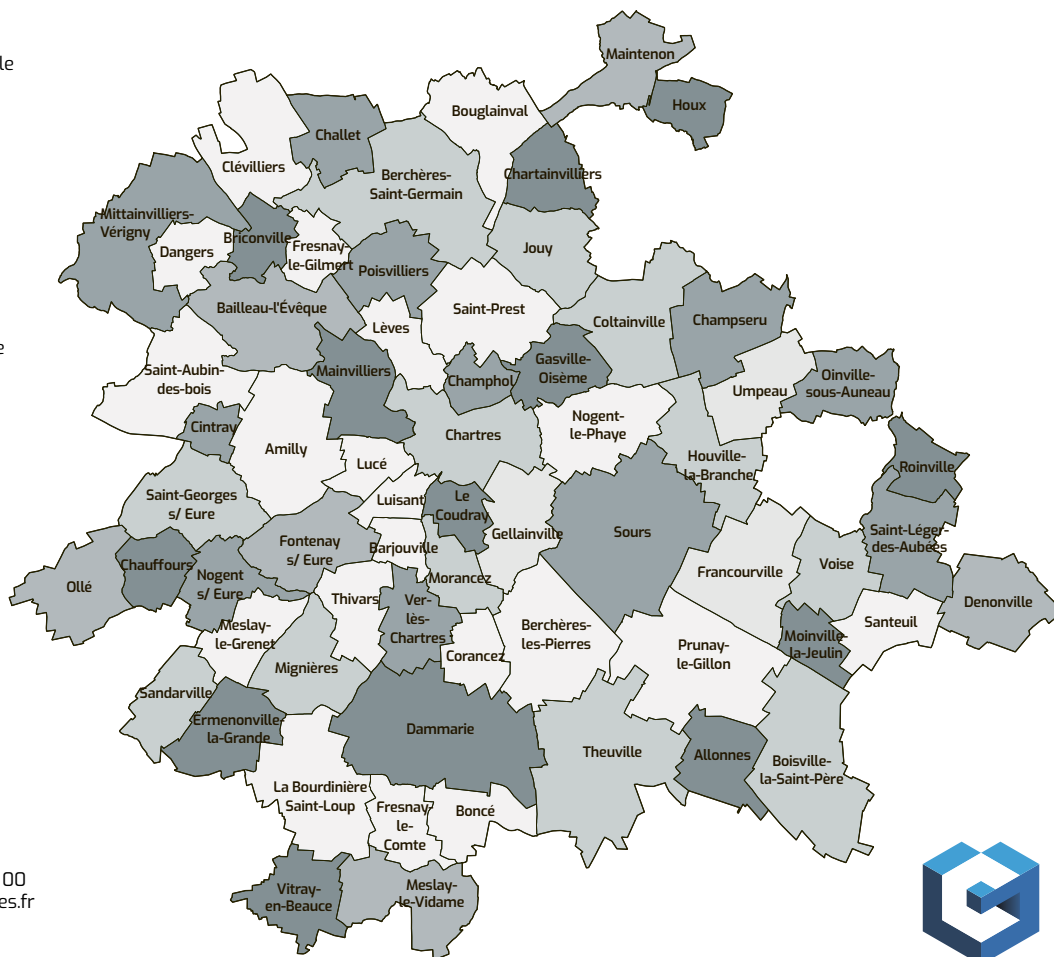 le
Maintenon
Houx
Bouglainval
Challet
Clévilliers
Berchères-
Saint-Germain
Chartainvilliers
Mittainvilliers-
Vérigny
Briconville
Dangers
Fresnay-
le-Gilmert
Jouy
Poisvilliers
Bailleau-l'Évêque
Saint-Prest
Lèves
Coltainville
Champseru
e
Saint-Aubin-
des-bois
Mainvilliers
Champhol
Gasville-
Oisème
Umpeau
Oinville-
sous-Auneau
Cintray
Amilly
Chartres
Nogent-
le-Phaye
Houville-
la-Branche
Lucé
Roinville
Saint-Georges
s/ Eure
Luisant
Le
Coudray
Gellainville
Sours
Saint-Léger-
des-Aubées
Fontenay
s/ Eure
Barjouville
Ollé
Chauffours
Nogent
s/ Eure
Morancez
Francourville
Voise
Denonville
Thivars
Ver-
lès-
Chartres
Meslay-
le-Grenet
Berchères-
les-Pierres
Santeuil
Moinville-
la-Jeulin
Corancez
Prunay-
le-Gillon
Mignières
Sandarville
Ermenonville-
la-Grande
Dammarie
Theuville
Allonnes
Boisville-
la-Saint-Père
La Bourdinière
Saint-Loup
Fresnay-
le-
Comte
Boncé
00
es.fr
Vitray-
en-Beauce
Meslay-
le-Vidame